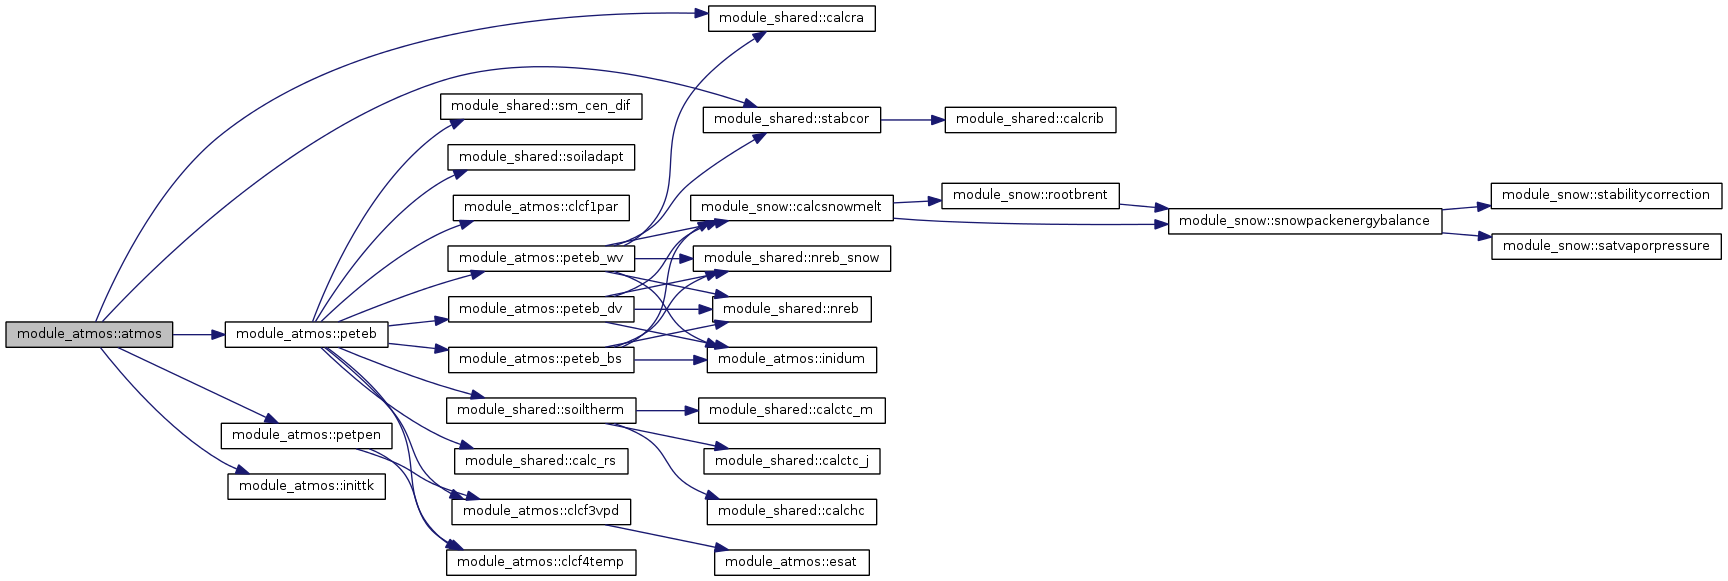 module_shared::calcra
module_shared::sm_cen_dif
module_shared::stabcor
module_shared::calcrib
module_shared::soiladapt
module_snow::rootbrent
module_snow::stabilitycorrection
module_atmos::clcf1par
module_snow::calcsnowmelt
module_snow::snowpackenergybalance
module_snow::satvaporpressure
module_atmos::peteb_wv
module_shared::nreb_snow
module_atmos::peteb_dv
module_shared::nreb
module_atmos::atmos
module_atmos::peteb
module_atmos::peteb_bs
module_atmos::inidum
module_shared::soiltherm
module_shared::calctc_m
module_atmos::petpen
module_shared::calc_rs
module_shared::calctc_j
module_atmos::inittk
module_atmos::clcf3vpd
module_shared::calchc
module_atmos::clcf4temp
module_atmos::esat